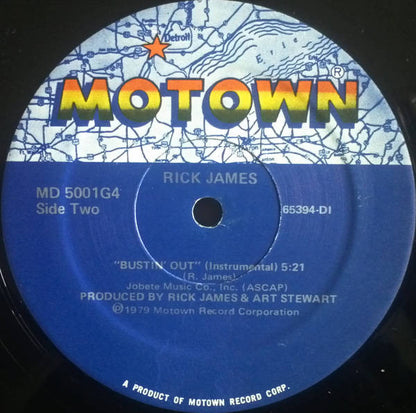 Detroit
Erie
MOTOWN®
RICK JAMES
MD 5001G4
Side Two
65394-DI
"BUSTIN' OUT" (Instrumental) 5:21
(R. James)
Jobete Music Co., Inc. (ASCAP)
PRODUCED BY RICK JAMES & ART STEWART
℗1979 Motown Record Corporation
A PRODUCT OF MOTOWN RECORD CORP.